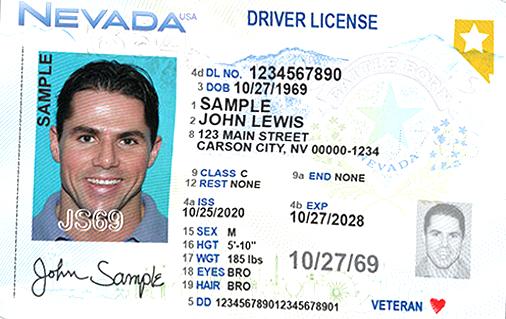 NEVADA USA DRIVER LICENSE
SAMPLE
4d DL NO. 1234567890
3 DOB 10/27/1969
1 SAMPLE
2 JOHN LEWIS
8 123 MAIN STREET
CARSON CITY, NV 00000-1234
9 CLASS C 9a END NONE
12 REST NONE
4a ISS 4b EXP
10/25/2020 10/27/2028
15 SEX M
16 HGT 5'-10"
17 WGT 185 lbs 10/27/69
18 EYES BRO
19 HAIR BRO
5 DD 12345678901234578901 VETERAN
JS69
John Sample
NEVADA